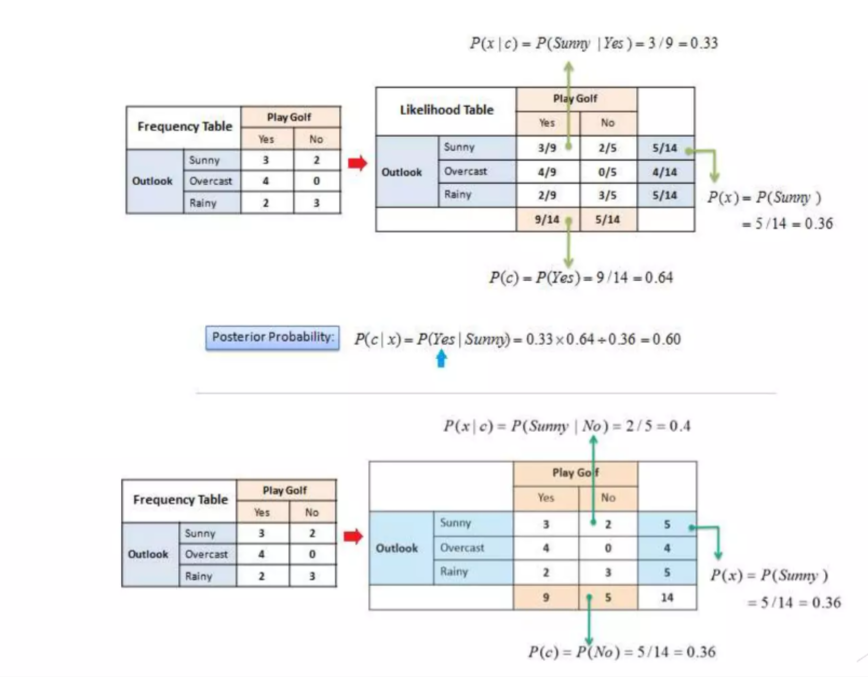 P(x|c) = P(Sunny | Yes) = 3/9 = 0.33
Frequency Table Play Golf
Yes No
Outlook Sunny 3 2
Overcast 4 0
Rainy 2 3
Likelihood Table Play Golf
Yes No
Outlook Sunny 3/9 2/5 5/14
Overcast 4/9 0/5 4/14
Rainy 2/9 3/5 5/14
9/14 5/14
P(x) = P(Sunny)
= 5/14 = 0.36
P(c) = P(Yes) = 9/14 = 0.64
Posterior Probability: P(c|x) = P(Yes | Sunny) = 0.33 × 0.64 ÷ 0.36 = 0.60
P(x|c) = P(Sunny | No) = 2/5 = 0.4
Frequency Table Play Golf
Yes No
Outlook Sunny 3 2
Overcast 4 0
Rainy 2 3
Play Golf
Yes No
Outlook Sunny 3 2 5
Overcast 4 0 4
Rainy 2 3 5
9 5 14
P(x) = P(Sunny)
= 5/14 = 0.36
P(c) = P(No) = 5/14 = 0.36